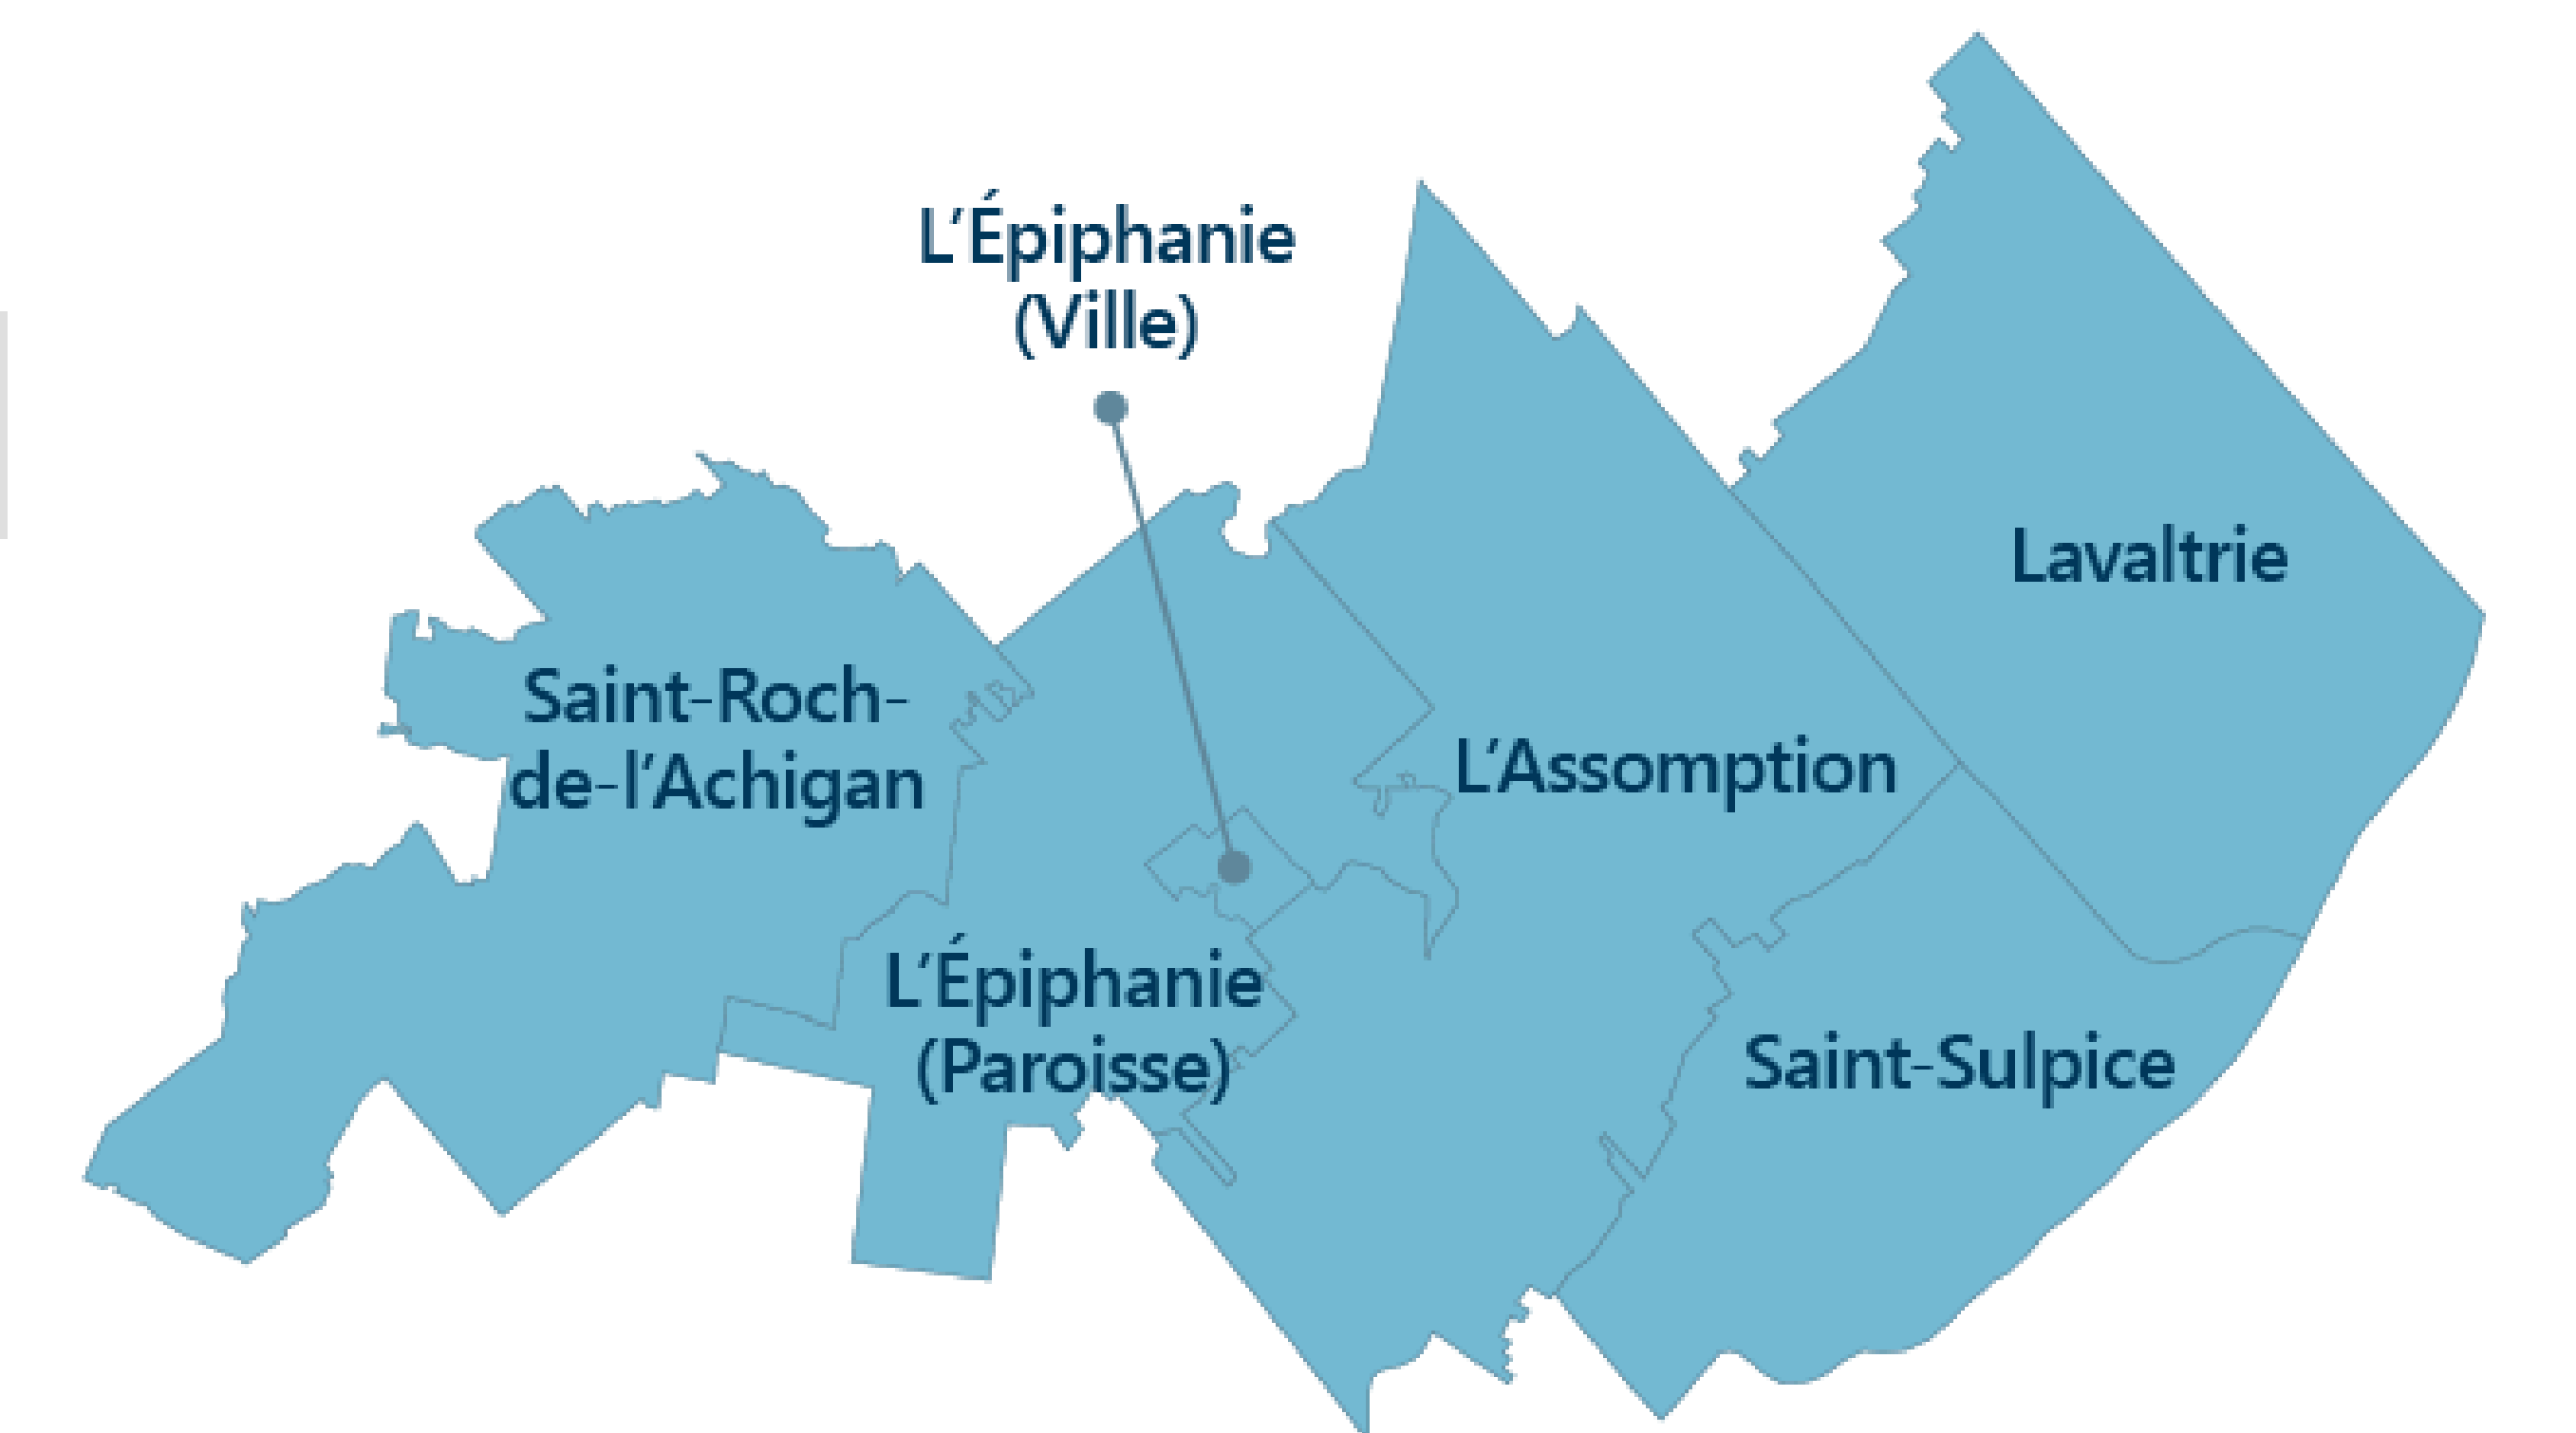 L'Épiphanie
(Ville)
Lavaltrie
Saint-Roch-
de-l'Achigan
L'Assomption
L'Épiphanie
(Paroisse)
Saint-Sulpice